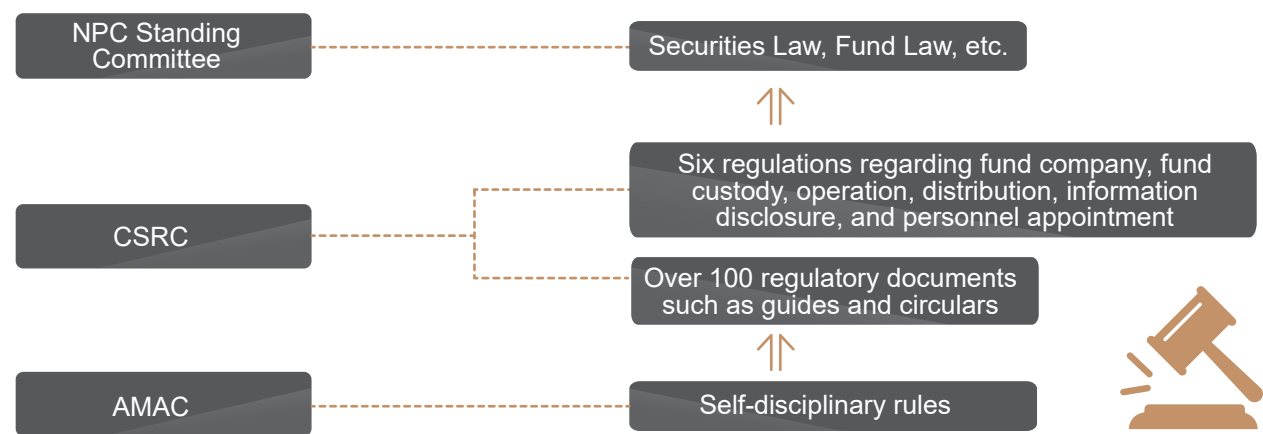 NPC Standing
Committee
Securities Law, Fund Law, etc.
Six regulations regarding fund company, fund
custody, operation, distribution, information
disclosure, and personnel appointment
CSRC
Over 100 regulatory documents
such as guides and circulars
AMAC
Self-disciplinary rules